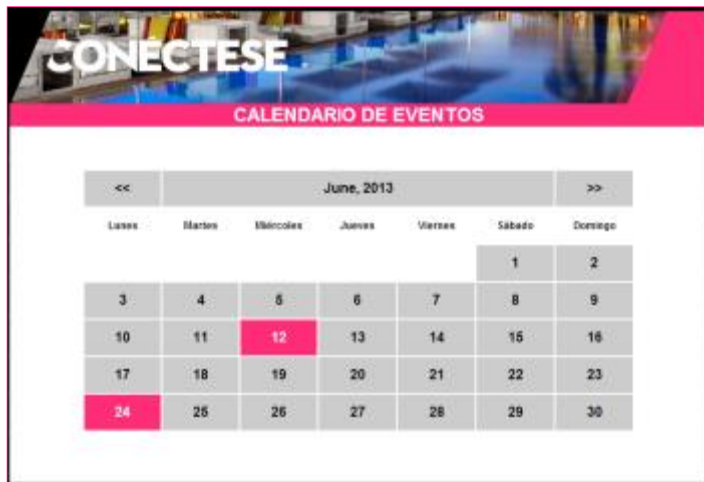 CONÉCTESE
CALENDARIO DE EVENTOS
<< June, 2013 >>
Lunes Martes Miércoles Jueves Viernes Sábado Domingo
1 2
3 4 5 6 7 8 9
10 11 12 13 14 15 16
17 18 19 20 21 22 23
24 25 26 27 28 29 30